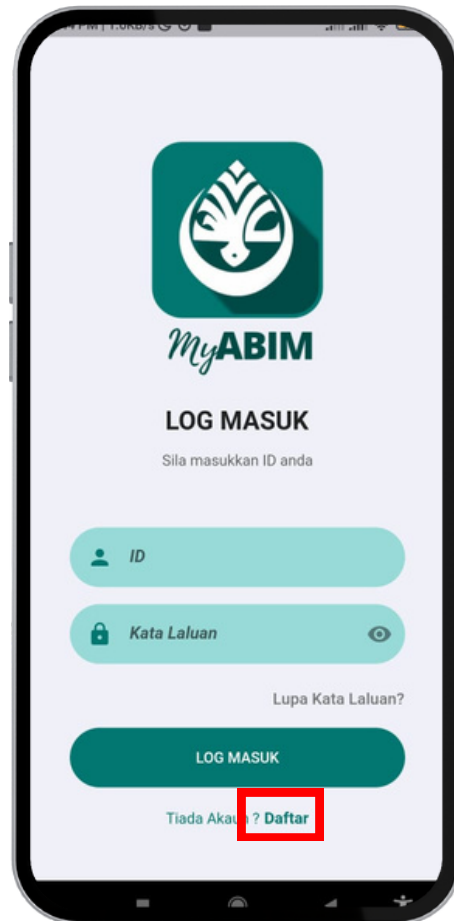 MyABIM
LOG MASUK
Sila masukkan ID anda
ID
Kata Laluan
Lupa Kata Laluan?
LOG MASUK
Tiada Akaun ? Daftar